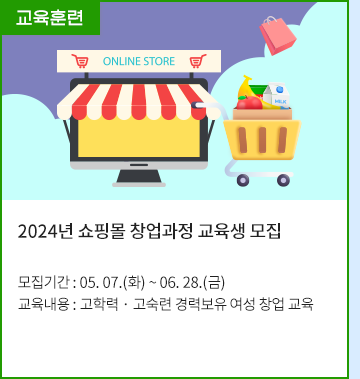 교육훈련
ONLINE STORE
MILK
2024년 쇼핑몰 창업과정 교육생 모집
모집기간 : 05. 07.(화) ~ 06. 28.(금)
교육내용 : 고학력 · 고숙련 경력보유 여성 창업 교육